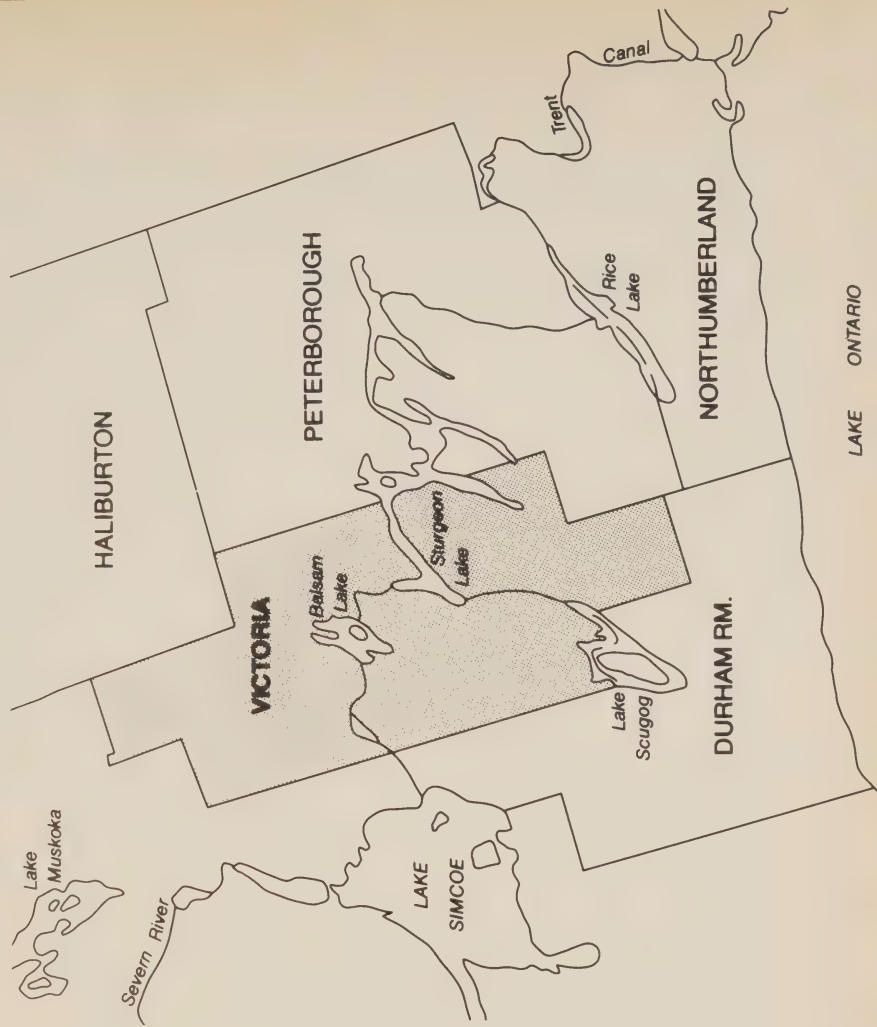 Lake
Muskoka
Severn River
LAKE
SIMCOE
HALIBURTON
VICTORIA
Balsam
Lake
Sturgeon
Lake
Lake
Scugog
PETERBOROUGH
DURHAM RM.
Rice
Lake
NORTHUMBERLAND
Trent
Canal
LAKE ONTARIO